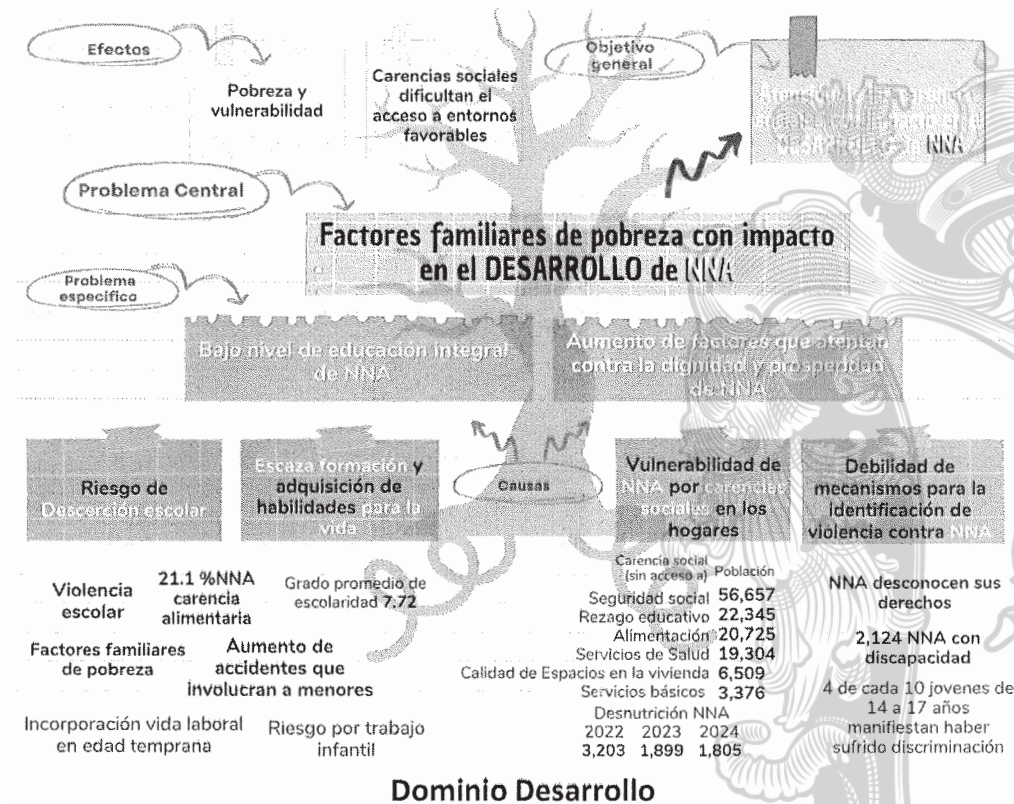 Efectos
Pobreza y
vulnerabilidad
Carencias sociales
dificultan el
acceso a entornos
favorables
Objetivo
general
NNA
Problema Central
Factores familiares de pobreza con impacto
en el DESARROLLO de NNA
Problema
específico
Bajo nivel de educación integral
de NNA
Aumento de factores que atentan
contra la dignidad y prosperidad
de NNA
Riesgo de
Descerción escolar
Escaza formación y
adquisición de
habilidades para la
vida
Causas
Vulnerabilidad de
NNA por carencias
sociales en los
hogares
Debilidad de
mecanismos para la
identificación de
violencia contra NNA
Violencia
escolar
21.1 %NNA
carencia
alimentaria
Grado promedio de
escolaridad 7.72
Factores familiares
de pobreza
Aumento de
accidentes que
involucran a menores
Incorporación vida laboral
en edad temprana
Riesgo por trabajo
infantil
Carencia social
(sin acceso a) Población
Seguridad social 56,657
Rezago educativo 22,345
Alimentación 20,725
Servicios de Salud 19,304
Calidad de Espacios en la vivienda 6,509
Servicios básicos 3,376
Desnutrición NNA
2022 2023 2024
3,203 1,899 1,805
NNA desconocen sus
derechos
2,124 NNA con
discapacidad
4 de cada 10 jovenes de
14 a 17 años
manifiestan haber
sufrido discriminación
Dominio Desarrollo